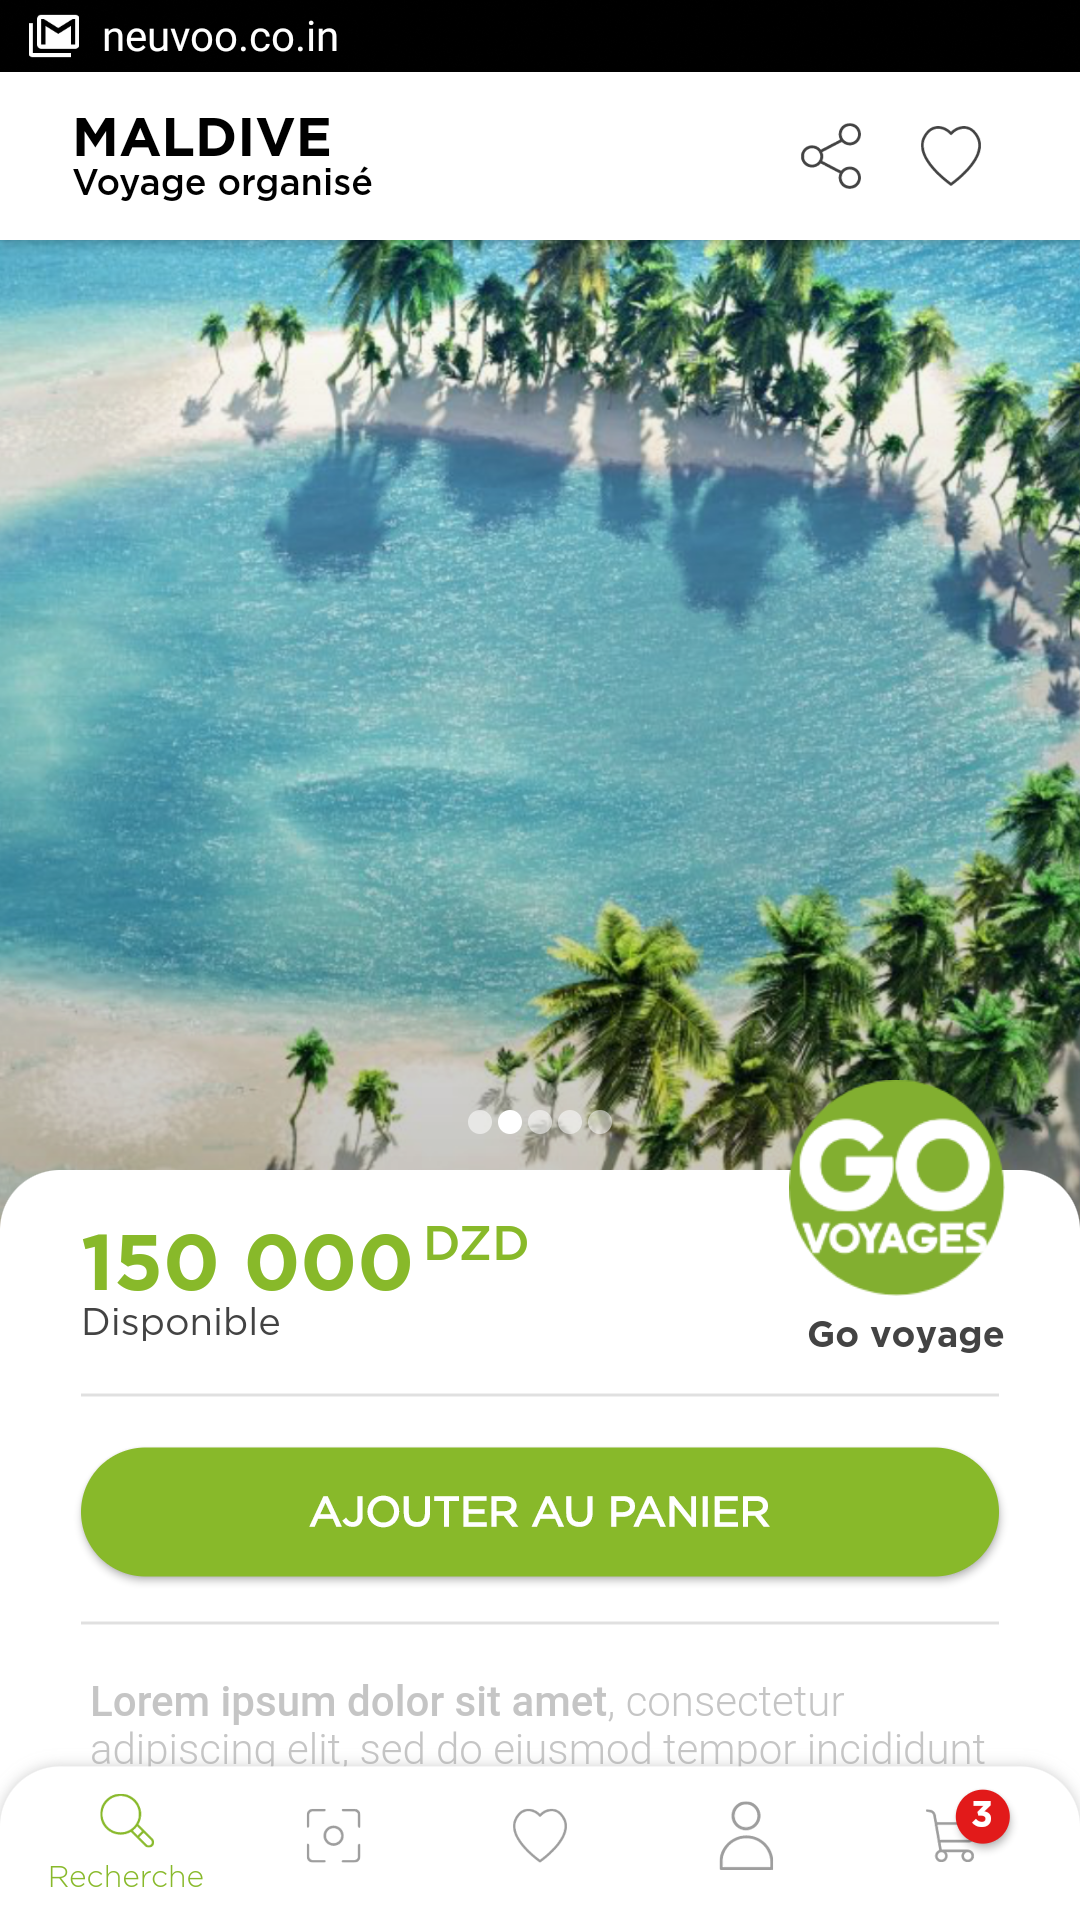 neuvoo.co.in
MALDIVE
Voyage organisé
GO
VOYAGES
150 000 DZD
Disponible
Go voyage
AJOUTER AU PANIER
Lorem ipsum dolor sit amet, consectetur
adipiscing elit, sed do eiusmod tempor incididunt
3
Recherche